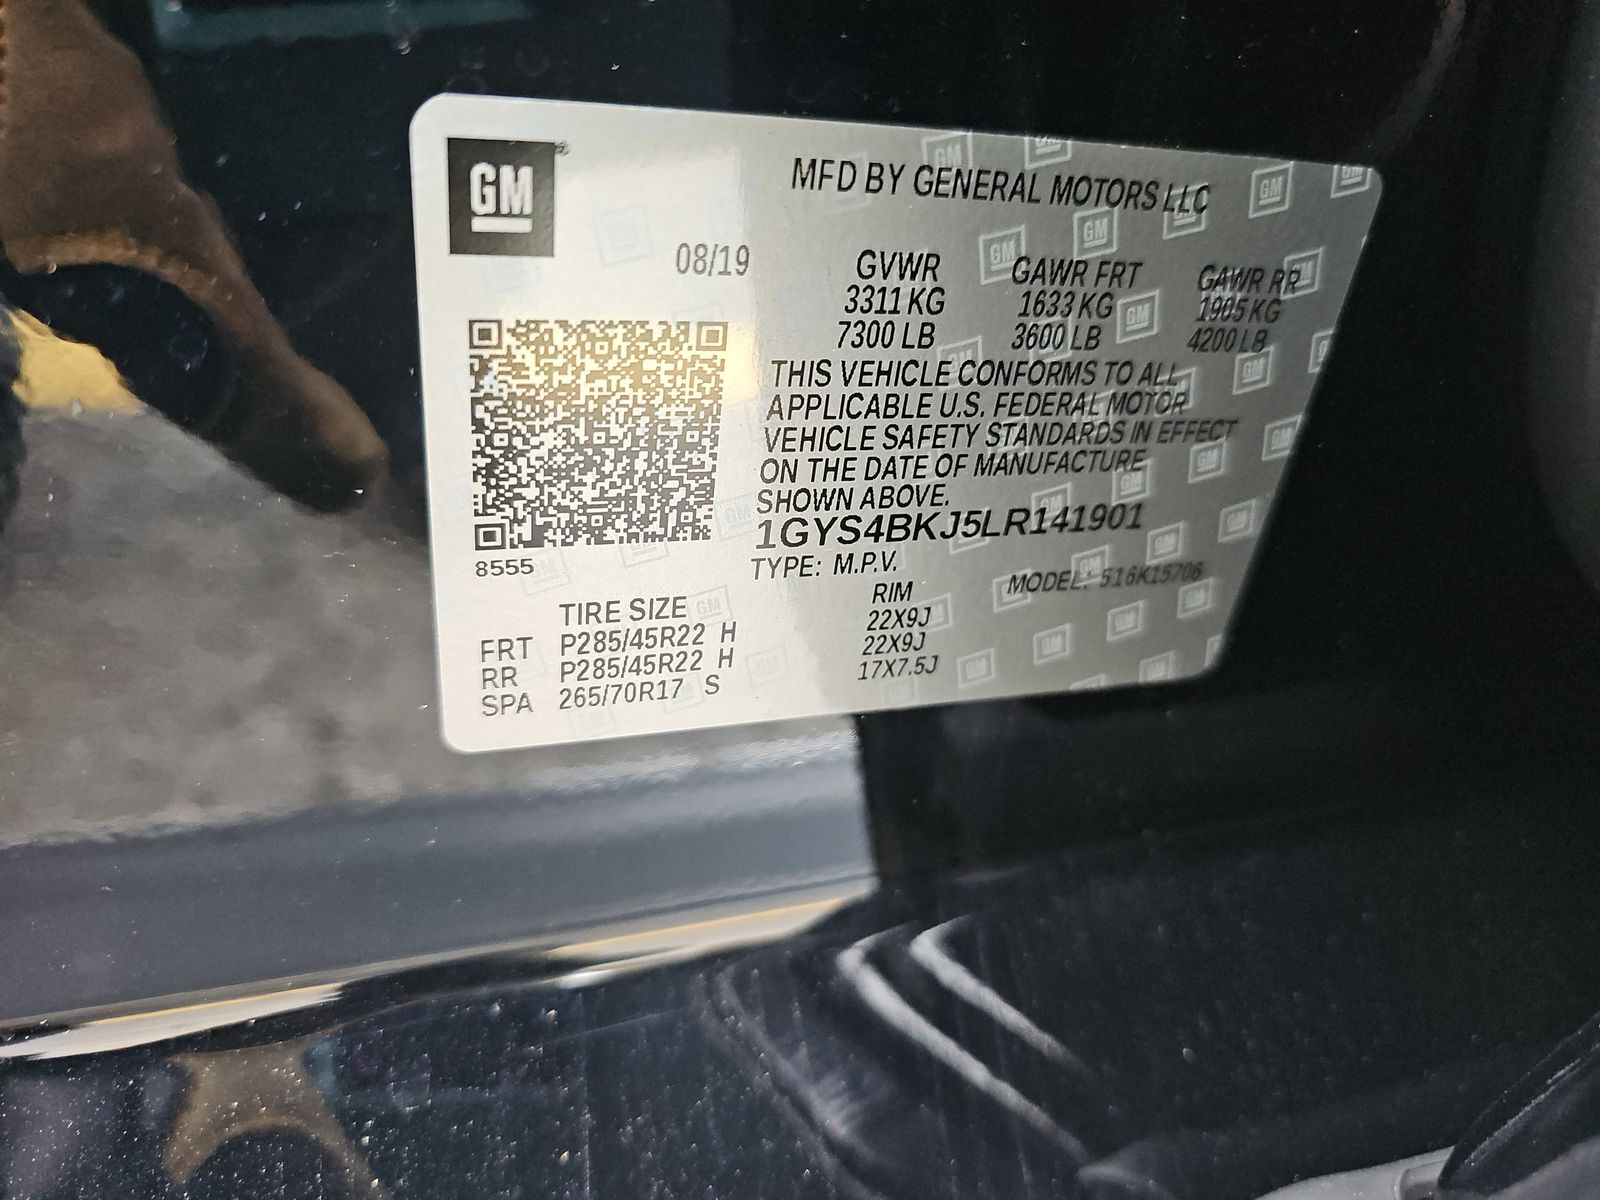 GM
MFD BY GENERAL MOTORS LLC
08/19
GVWR GAWR FRT GAWR RR
3311 KG 1633 KG 1905 KG
7300 LB 3600 LB 4200 LB
THIS VEHICLE CONFORMS TO ALL
APPLICABLE U.S. FEDERAL MOTOR
VEHICLE SAFETY STANDARDS IN EFFECT
ON THE DATE OF MANUFACTURE
SHOWN ABOVE.
1GYS4BKJ5LR141901
8555
TYPE: M.P.V. MODEL: 516K15706
TIRE SIZE RIM
FRT P285/45R22 H 22X9J
RR P285/45R22 H 22X9J
SPA 265/70R17 S 17X7.5J